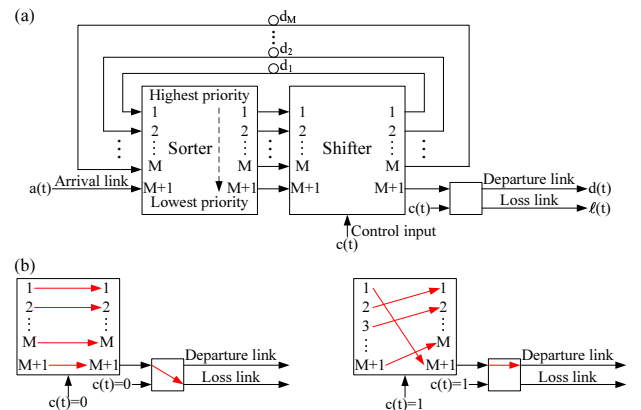 (a)
d_M
⋮
d_2
d_1
Highest priority
1 1 1 1
2 2 2 2
⋮ ⋮ ⋮ ⋮ ⋮ ⋮ ⋮
Sorter Shifter
M M M M
a(t) Arrival link M+1 M+1 M+1 M+1 Departure link d(t)
Lowest priority c(t) Loss link ℓ(t)
Control input
c(t)
(b)
1 1 1 1
2 2 2 2
⋮ ⋮ 3 ⋮
M M ⋮ M
M+1 M+1 Departure link M+1 M+1 Departure link
c(t)=0 Loss link c(t)=1 Loss link
c(t)=0 c(t)=1